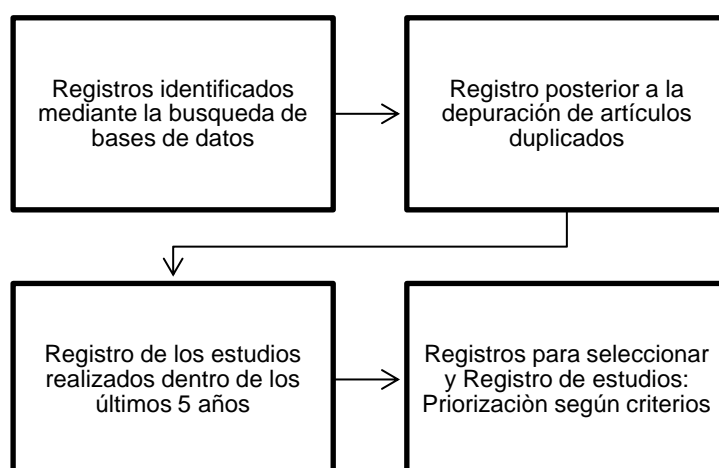 Registros identificados
mediante la busqueda de
bases de datos
Registro posterior a la
depuración de artículos
duplicados
Registro de los estudios
realizados dentro de los
últimos 5 años
Registros para seleccionar
y Registro de estudios:
Priorizaciòn según criterios